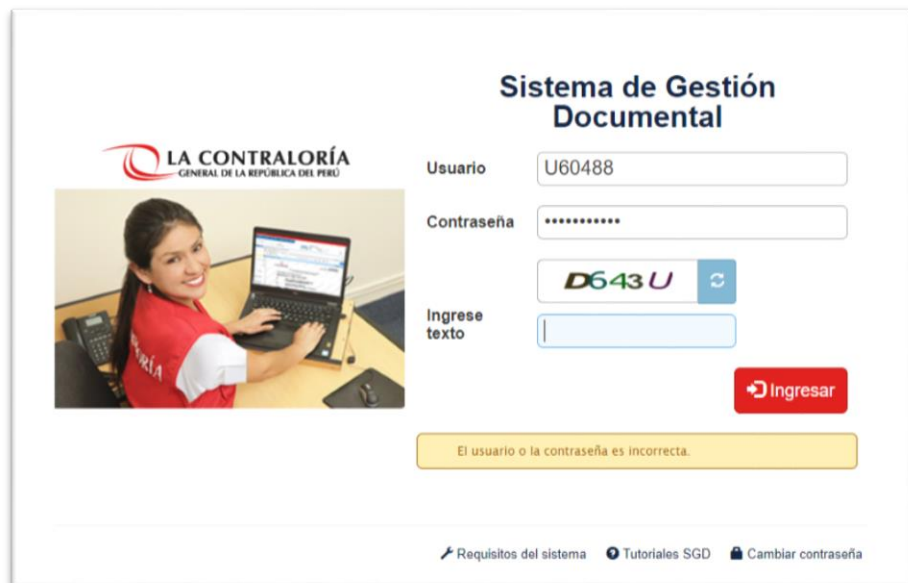 Sistema de Gestión
Documental
LA CONTRALORÍA
GENERAL DE LA REPÚBLICA DEL PERÚ
Usuario
U60488
Contraseña
•••••••••••
D643U
Ingrese
texto
Ingresar
El usuario o la contraseña es incorrecta.
Requisitos del sistema
Tutoriales SGD
Cambiar contraseña